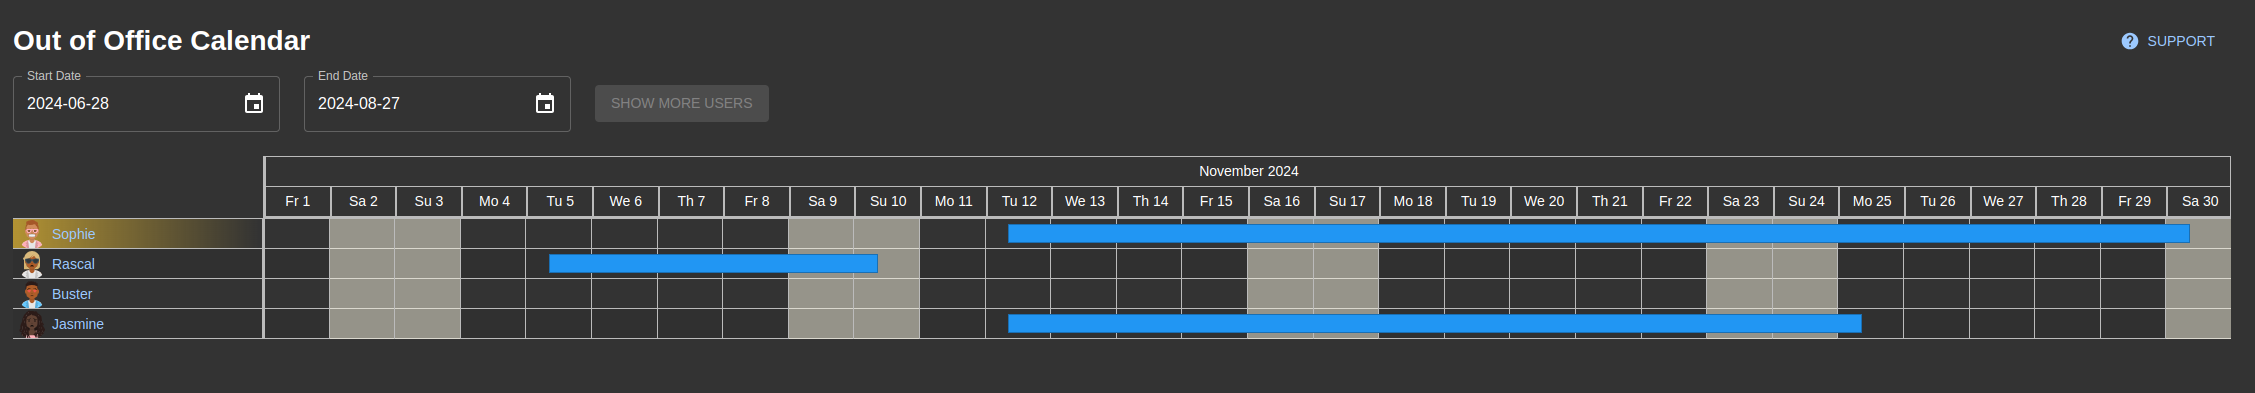 Out of Office Calendar
SUPPORT
Start Date
End Date
2024-06-28
2024-08-27
SHOW MORE USERS
November 2024
Fr 1 Sa 2 Su 3 Mo 4 Tu 5 We 6 Th 7 Fr 8 Sa 9 Su 10 Mo 11 Tu 12 We 13 Th 14 Fr 15 Sa 16 Su 17 Mo 18 Tu 19 We 20 Th 21 Fr 22 Sa 23 Su 24 Mo 25 Tu 26 We 27 Th 28 Fr 29 Sa 30
Sophie
Rascal
Buster
Jasmine